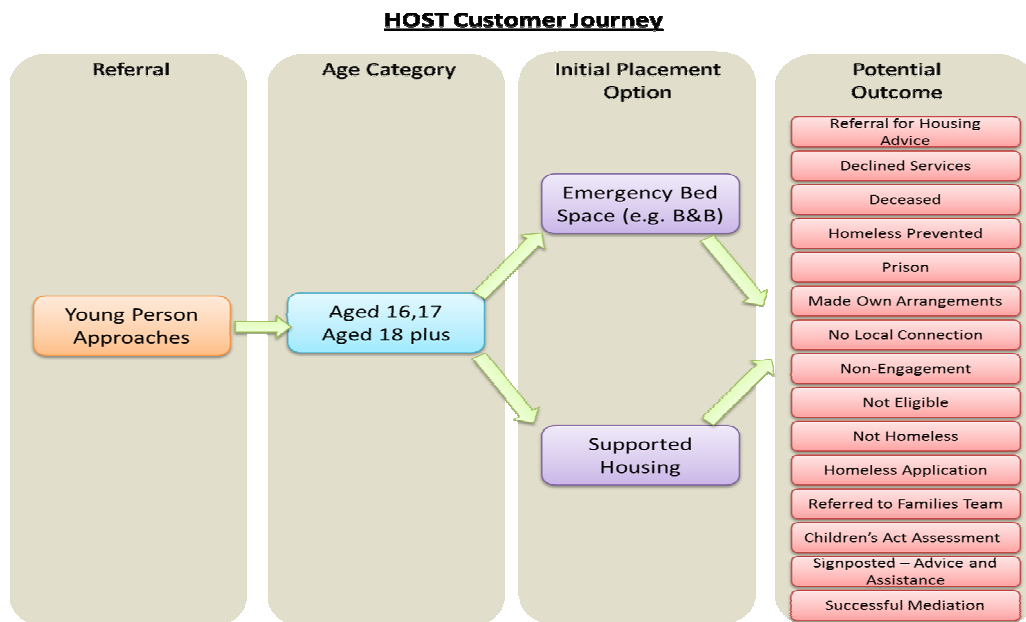 HOST Customer Journey
Referral
Young Person
Approaches
Age Category
Aged 16,17
Aged 18 plus
Initial Placement
Option
Emergency Bed
Space (e.g. B&B)
Supported
Housing
Potential
Outcome
Referral for Housing
Advice
Declined Services
Deceased
Homeless Prevented
Prison
Made Own Arrangements
No Local Connection
Non-Engagement
Not Eligible
Not Homeless
Homeless Application
Referred to Families Team
Children’s Act Assessment
Signposted – Advice and
Assistance
Successful Mediation